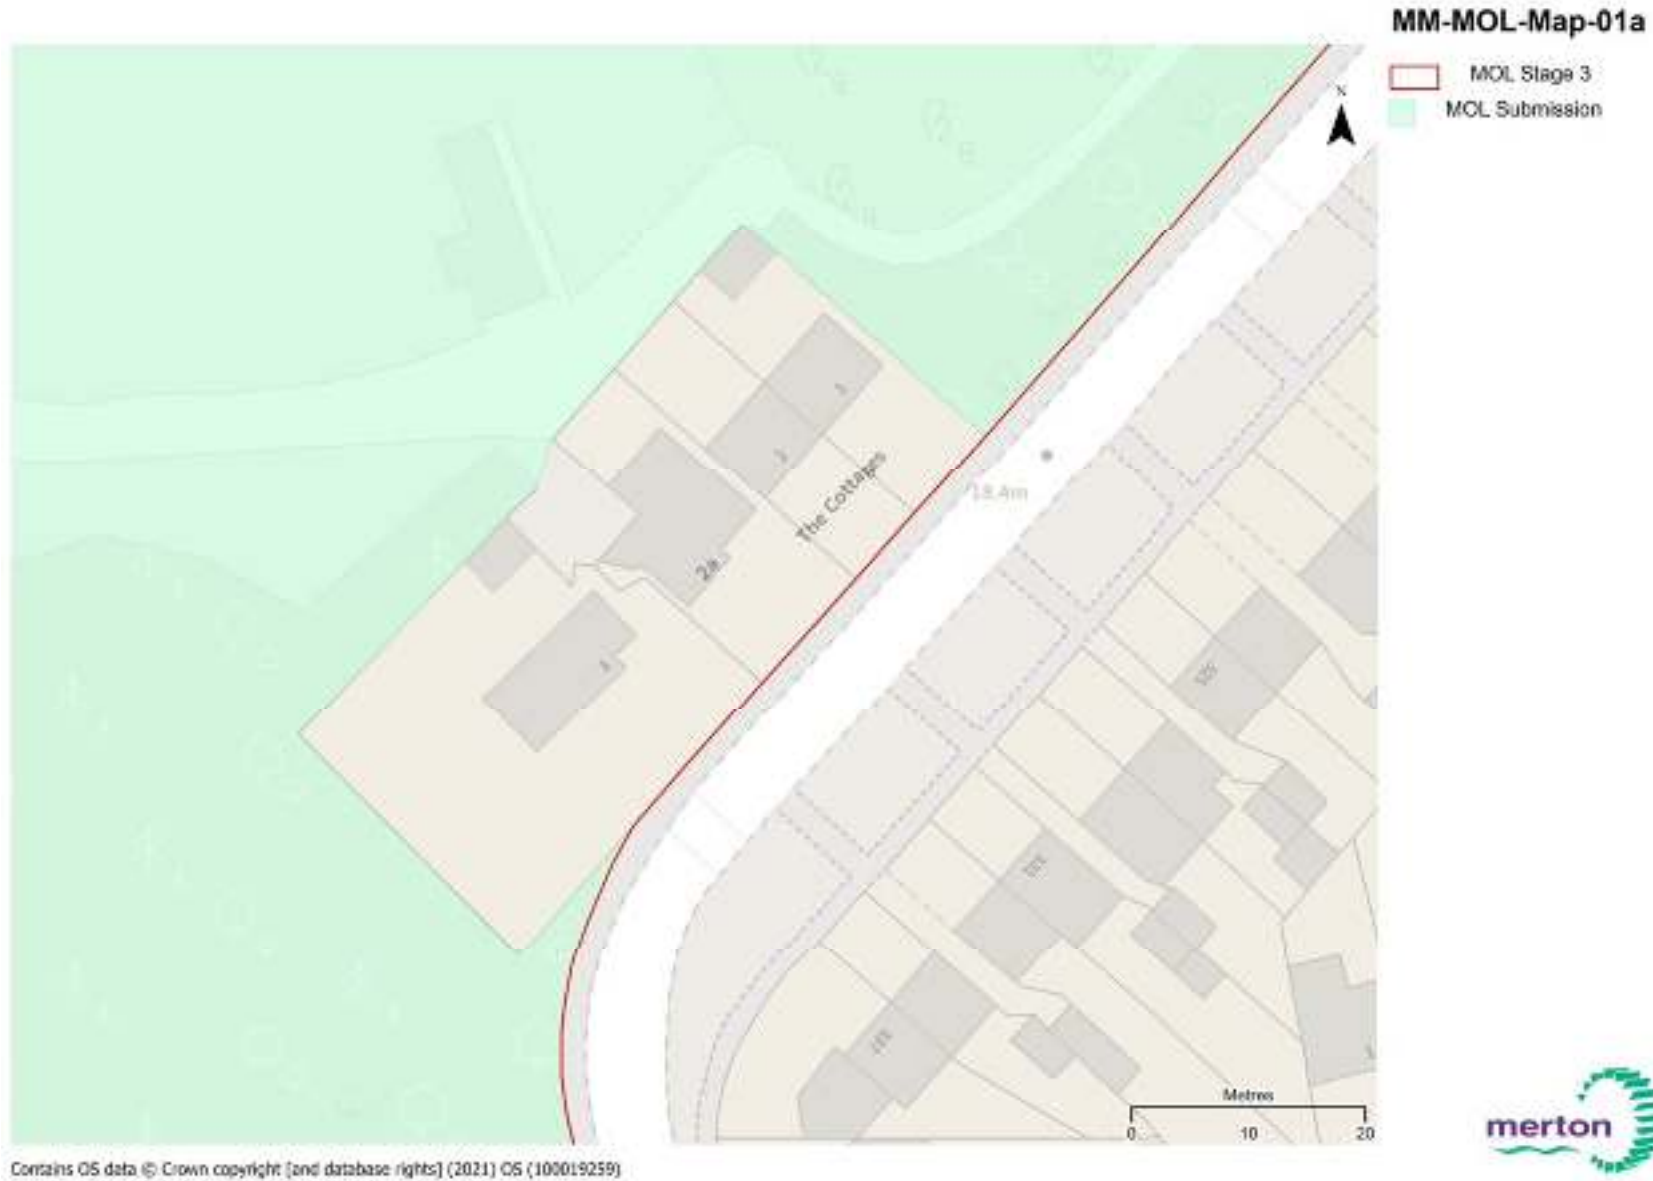 MM-MOL-Map-01a
MOL Stage 3
MOL Submission
N
The Cottages
2a
18.4m
Metres
0 10 20
merton
Contains OS data © Crown copyright [and database rights] (2021) OS (100019259)